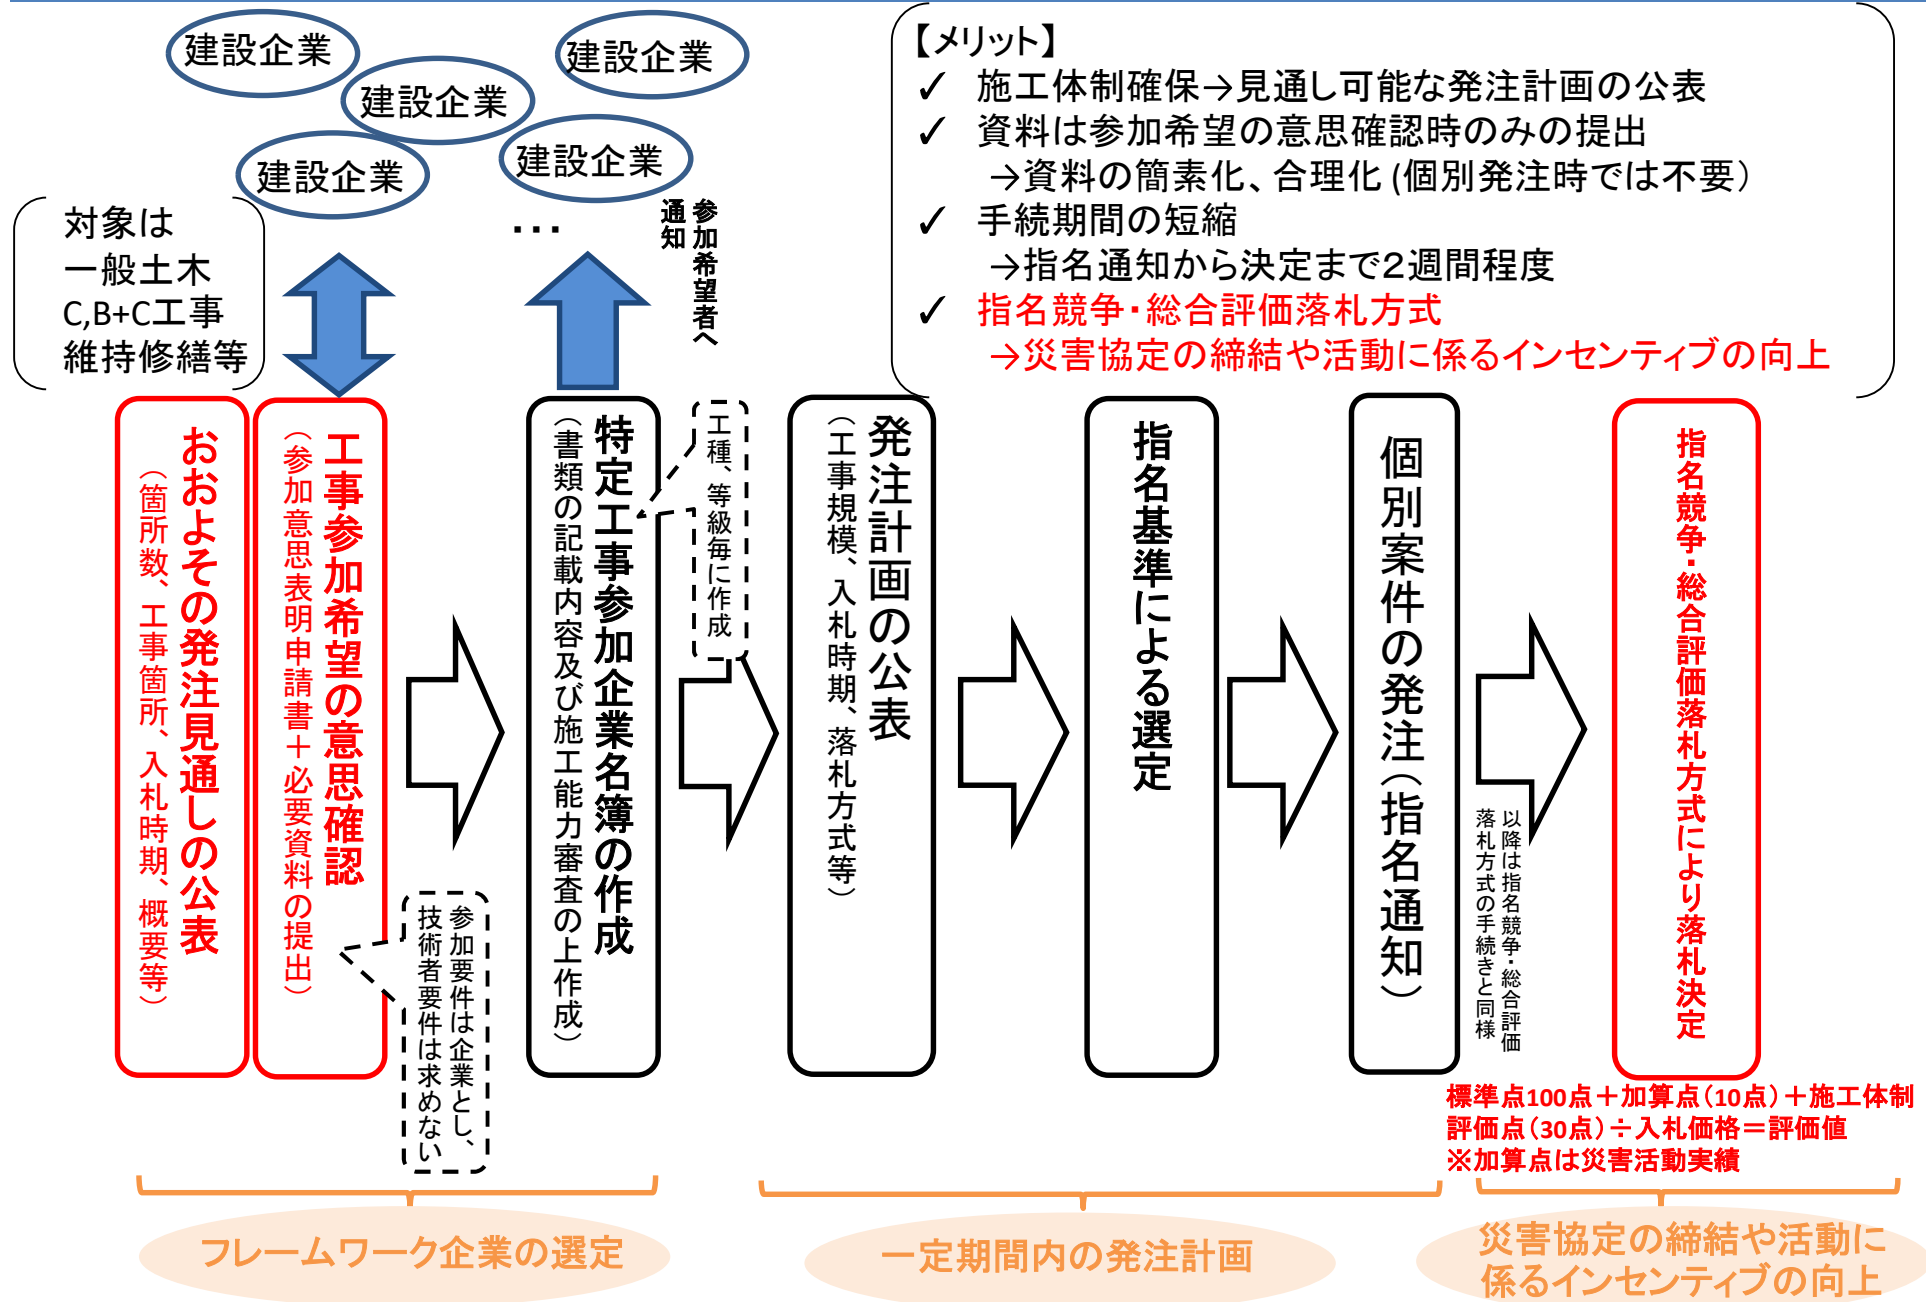 建設企業
建設企業
建設企業
建設企業
建設企業
…
対象は
一般土木
C,B+C工事
維持修繕等
参加希望者へ
通知
【メリット】
✓ 施工体制確保→見通し可能な発注計画の公表
✓ 資料は参加希望の意思確認時のみの提出
→資料の簡素化、合理化 (個別発注時では不要）
✓ 手続期間の短縮
→指名通知から決定まで２週間程度
✓ 指名競争・総合評価落札方式
→災害協定の締結や活動に係るインセンティブの向上
おおよその発注見通しの公表
（箇所数、工事箇所、入札時期、概要等）
工事参加希望の意思確認
（参加意思表明申請書＋必要資料の提出）
参加要件は企業とし、
技術者要件は求めない
特定工事参加企業名簿の作成
（書類の記載内容及び施工能力審査の上作成）
工種、等級毎に作成
発注計画の公表
（工事規模、入札時期、落札方式等）
指名基準による選定
個別案件の発注（指名通知）
以降は指名競争・総合評価
落札方式の手続きと同様
指名競争・総合評価落札方式により落札決定
標準点100点＋加算点（10点）＋施工体制
評価点（30点）÷入札価格＝評価値
※加算点は災害活動実績
フレームワーク企業の選定
一定期間内の発注計画
災害協定の締結や活動に
係るインセンティブの向上